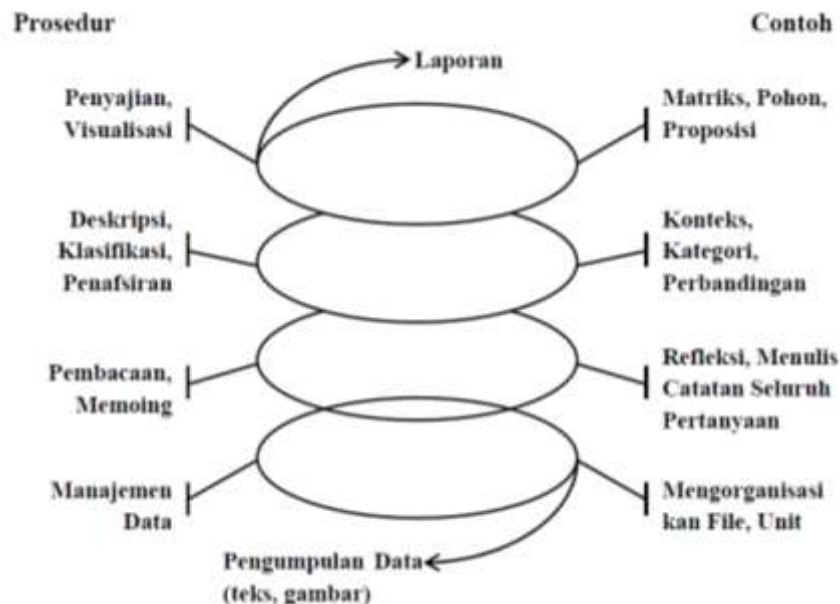 Prosedur
Contoh
Laporan
Penyajian,
Visualisasi
Matriks, Pohon,
Proposisi
Deskripsi,
Klasifikasi,
Penafsiran
Konteks,
Kategori,
Perbandingan
Pembacaan,
Memoing
Refleksi, Menulis
Catatan Seluruh
Pertanyaan
Manajemen
Data
Mengorganisasi
kan File, Unit
Pengumpulan Data
(teks, gambar)